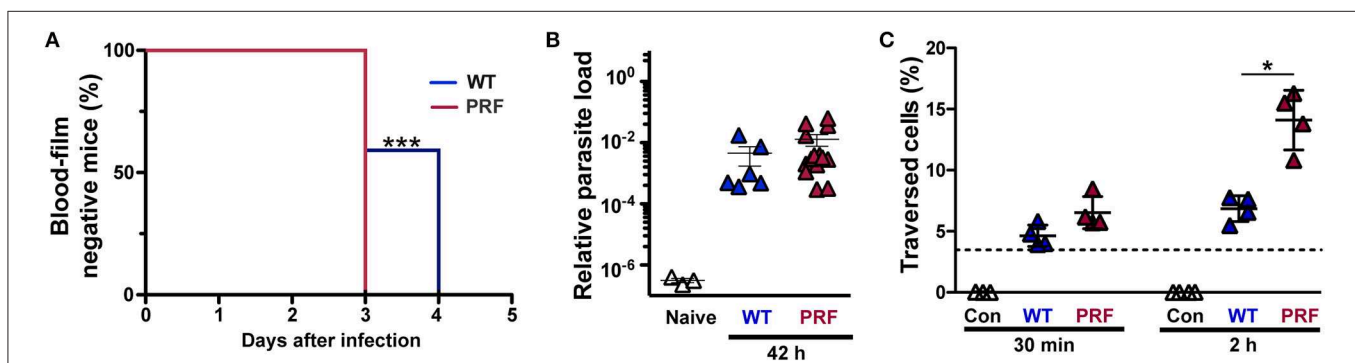 A
Blood-film
negative mice (%)
100
50
0
0 1 2 3 4 5
Days after infection
WT
PRF
***
B
Relative parasite load
10^0
10^-2
10^-4
10^-6
Naive WT PRF
42 h
C
Traversed cells (%)
20
15
10
5
0
*
Con WT PRF Con WT PRF
30 min 2 h